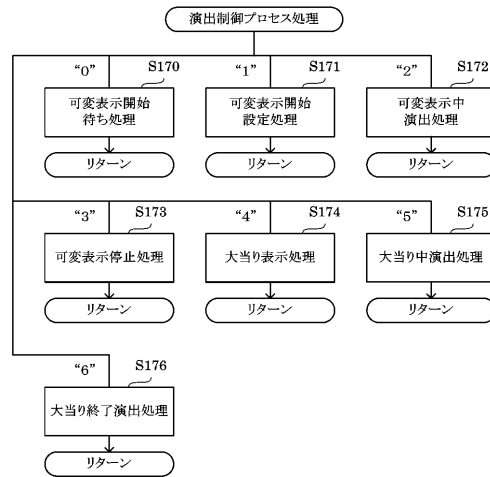 演出制御プロセス処理
“0” S170 “1” S171 “2” S172
可変表示開始
待ち処理
可変表示開始
設定処理
可変表示中
演出処理
リターン リターン リターン
“3” S173 “4” S174 “5” S175
可変表示停止処理 大当り表示処理 大当り中演出処理
リターン リターン リターン
“6” S176
大当り終了演出処理
リターン